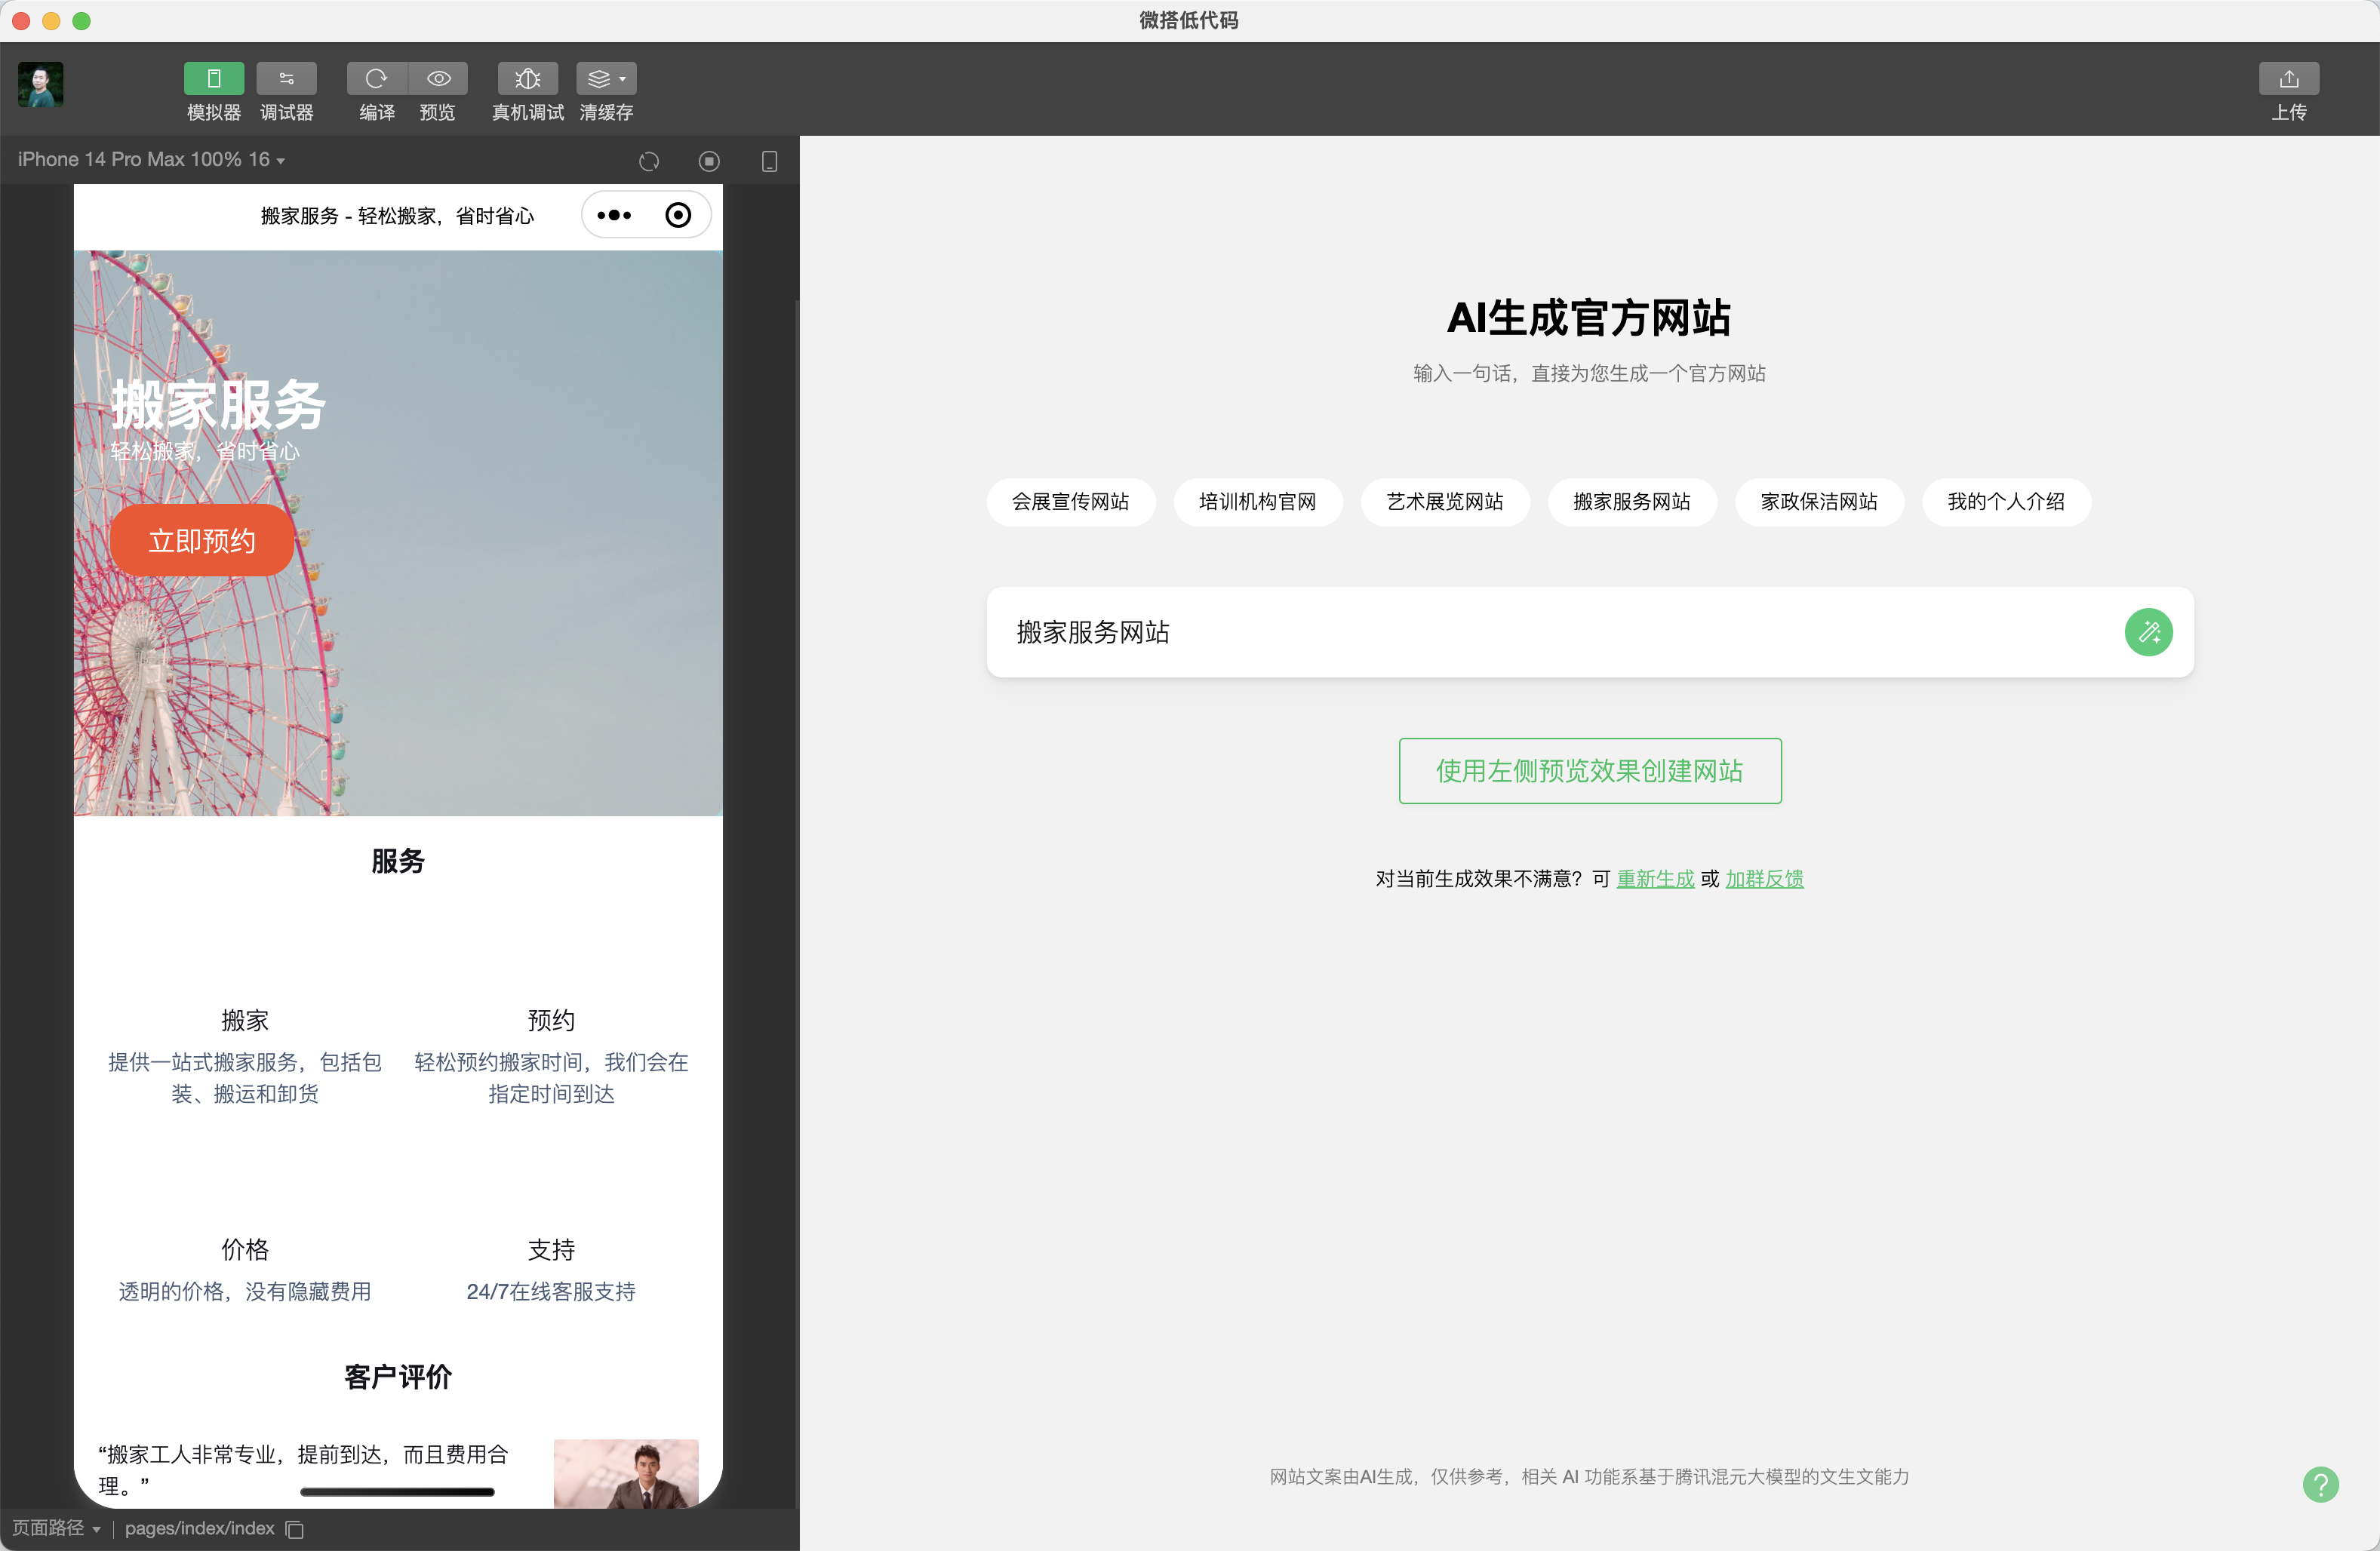 微搭低代码
模拟器
调试器
编译
预览
真机调试
清缓存
上传
iPhone 14 Pro Max 100% 16
搬家服务 - 轻松搬家，省时省心
搬家服务
轻松搬家，省时省心
立即预约
服务
搬家
提供一站式搬家服务，包括包
装、搬运和卸货
预约
轻松预约搬家时间，我们会在
指定时间到达
价格
透明的价格，没有隐藏费用
支持
24/7在线客服支持
客户评价
“搬家工人非常专业，提前到达，而且费用合
理。”
页面路径
pages/index/index
AI生成官方网站
输入一句话，直接为您生成一个官方网站
会展宣传网站
培训机构官网
艺术展览网站
搬家服务网站
家政保洁网站
我的个人介绍
搬家服务网站
使用左侧预览效果创建网站
对当前生成效果不满意？可 重新生成 或 加群反馈
网站文案由AI生成，仅供参考，相关 AI 功能系基于腾讯混元大模型的文生文能力
?